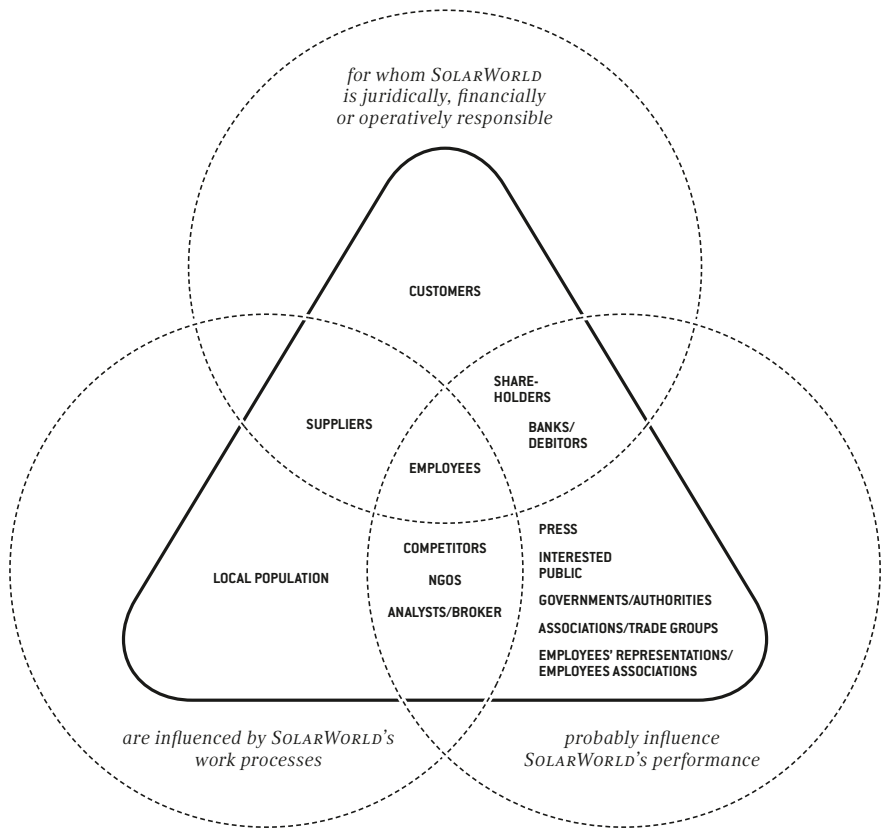 for whom SOLARWORLD
is juridically, financially
or operatively responsible
CUSTOMERS
SHARE-
HOLDERS
BANKS/
DEBITORS
SUPPLIERS
EMPLOYEES
LOCAL POPULATION
COMPETITORS
NGOS
ANALYSTS/BROKER
PRESS
INTERESTED
PUBLIC
GOVERNMENTS/AUTHORITIES
ASSOCIATIONS/TRADE GROUPS
EMPLOYEES’ REPRESENTATIONS/
EMPLOYEES ASSOCIATIONS
are influenced by SOLARWORLD’s
work processes
probably influence
SOLARWORLD’s performance